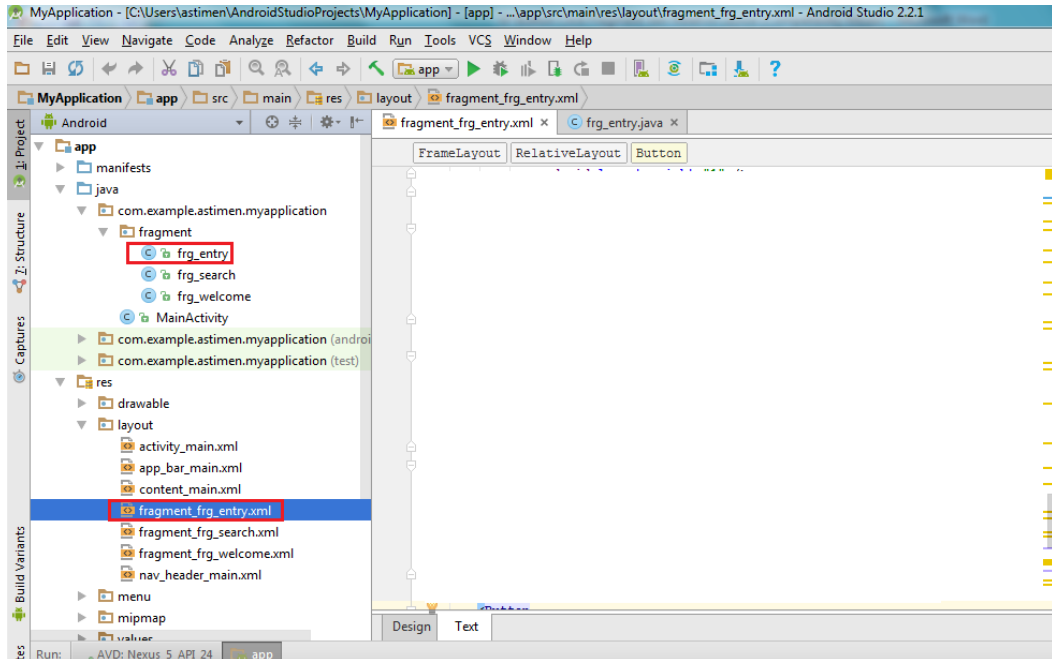 MyApplication - [C:\Users\astimen\AndroidStudioProjects\MyApplication] - [app] - ...\app\src\main\res\layout\fragment_frg_entry.xml - Android Studio 2.2.1
File Edit View Navigate Code Analyze Refactor Build Run Tools VCS Window Help
app
MyApplication app src main res layout fragment_frg_entry.xml
Android
fragment_frg_entry.xml
frg_entry.java
1: Project
7: Structure
Captures
Build Variants
app
manifests
java
com.example.astimen.myapplication
fragment
frg_entry
frg_search
frg_welcome
MainActivity
com.example.astimen.myapplication (androi
com.example.astimen.myapplication (test)
res
drawable
layout
activity_main.xml
app_bar_main.xml
content_main.xml
fragment_frg_entry.xml
fragment_frg_search.xml
fragment_frg_welcome.xml
nav_header_main.xml
menu
mipmap
values
FrameLayout RelativeLayout Button
<Button
Design Text
Run: AVD: Nexus_5_API_24 app